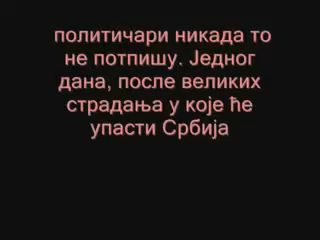 политичари никада то
не потпишу. Једног
дана, после великих
страдања у које ће
упасти Србија